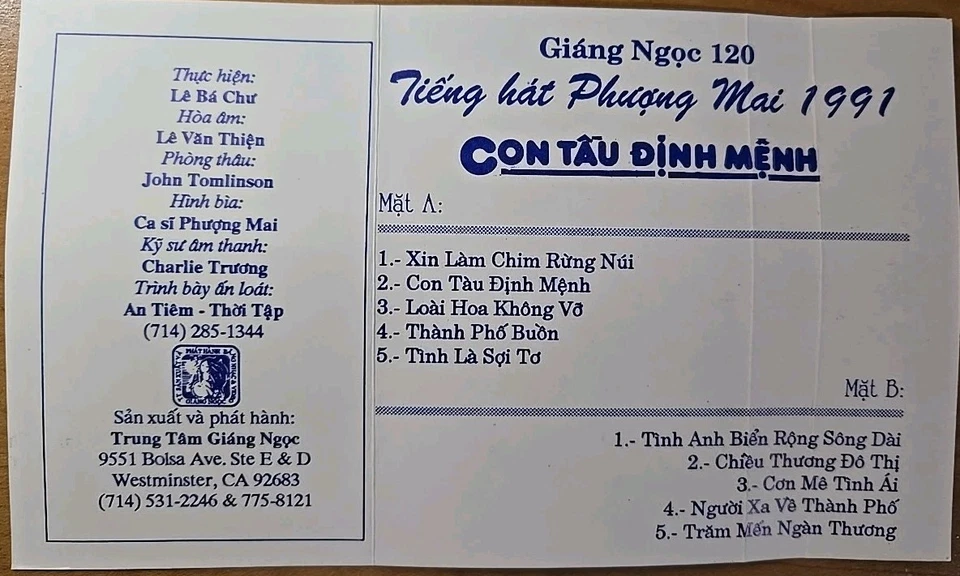 Thực hiện:
Lê Bá Chư
Hòa âm:
Lê Văn Thiện
Phòng thâu:
John Tomlinson
Hình bìa:
Ca sĩ Phượng Mai
Kỹ sư âm thanh:
Charlie Trương
Trình bày ấn loát:
An Tiêm - Thời Tập
(714) 285-1344
GIÁNG NGỌC
Sản xuất và phát hành:
Trung Tâm Giáng Ngọc
9551 Bolsa Ave. Ste E & D
Westminster, CA 92683
(714) 531-2246 & 775-8121
Giáng Ngọc 120
Tiếng hát Phượng Mai 1991
CON TẦU ĐỊNH MỆNH
Mặt A:
1.- Xin Làm Chim Rừng Núi
2.- Con Tàu Định Mệnh
3.- Loài Hoa Không Vỡ
4.- Thành Phố Buồn
5.- Tình Là Sợi Tơ
Mặt B:
1.- Tình Anh Biển Rộng Sông Dài
2.- Chiều Thương Đô Thị
3.- Cơn Mê Tình Ái
4.- Người Xa Về Thành Phố
5.- Trăm Mến Ngàn Thương